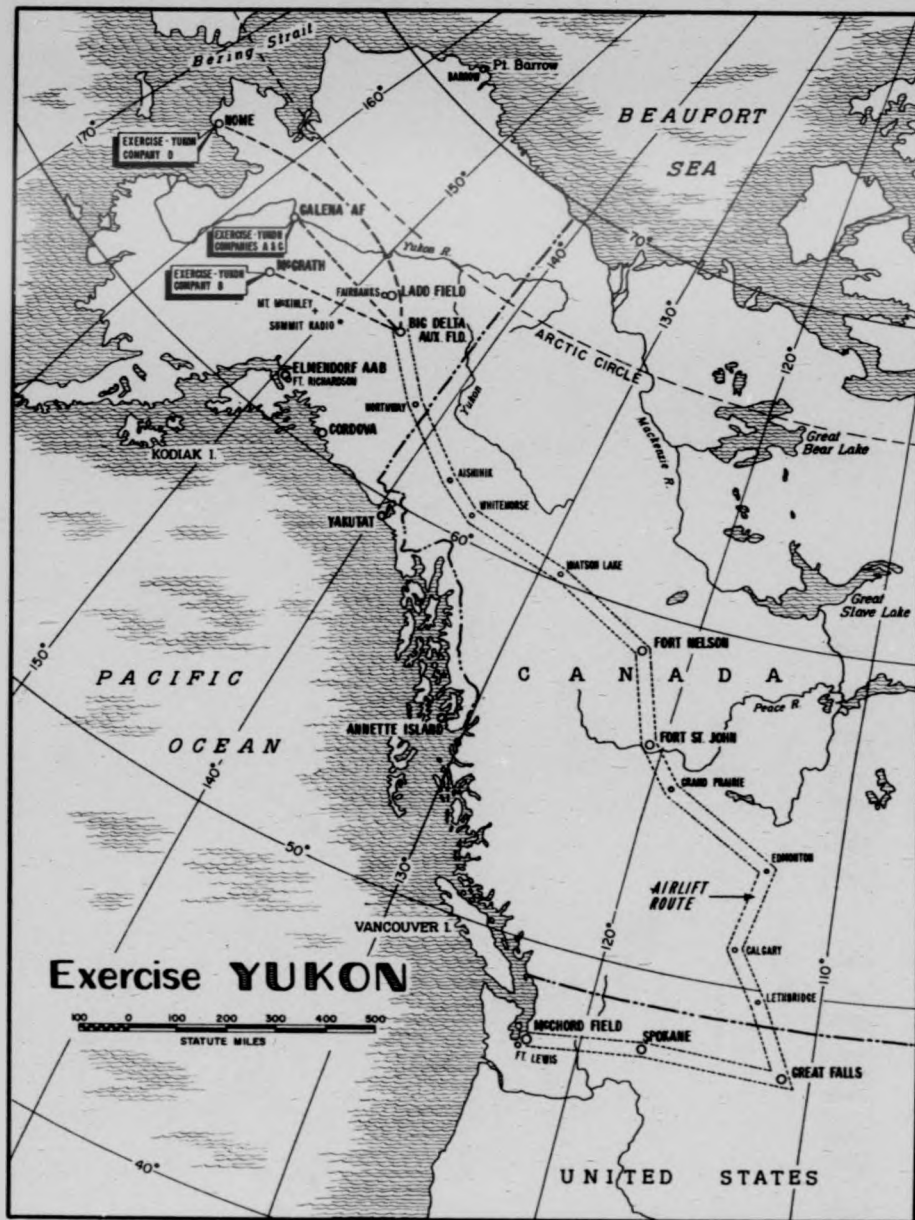 Bering Strait
Pt. Barrow
BARROW
170°
160°
NOME
EXERCISE-YUKON
COMPANY D
BEAUFORT
SEA
150°
GALENA AF
EXERCISE-YUKON
COMPANIES A & C
Yukon R.
140°
70°
McGRATH
EXERCISE-YUKON
COMPANY B
FAIRBANKS
LADD FIELD
MT. McKINLEY
SUMMIT RADIO
BIG DELTA
AUX. FLD.
130°
120°
ARCTIC CIRCLE
ELMENDORF AAB
FT. RICHARDSON
NORTHWAY
Yukon
CORDOVA
KODIAK I.
Mackenzie R.
Great
Bear Lake
AISHINIK
WHITEHORSE
YAKUTAT
60°
WATSON LAKE
Great
Slave Lake
150°
FORT NELSON
PACIFIC
OCEAN
CANADA
Peace R.
ANNETTE ISLAND
FORT ST. JOHN
140°
GRAND PRAIRIE
50°
130°
EDMONTON
AIRLIFT
ROUTE
VANCOUVER I.
120°
CALGARY
110°
Exercise YUKON
LETHBRIDGE
100 0 100 200 300 400 500
STATUTE MILES
McCHORD FIELD
FT. LEWIS
SPOKANE
GREAT FALLS
40°
UNITED STATES